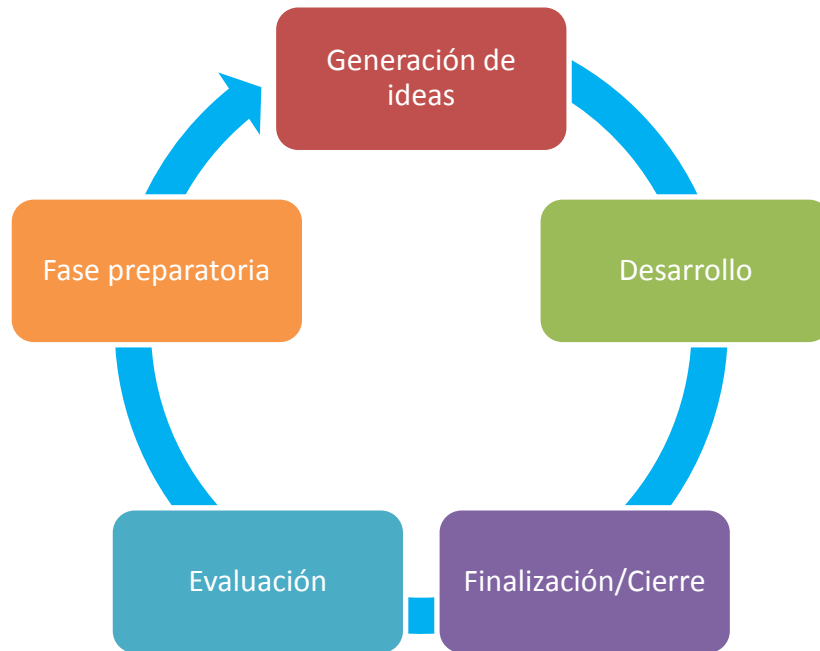 Generación de
ideas
Desarrollo
Finalización/Cierre
Evaluación
Fase preparatoria